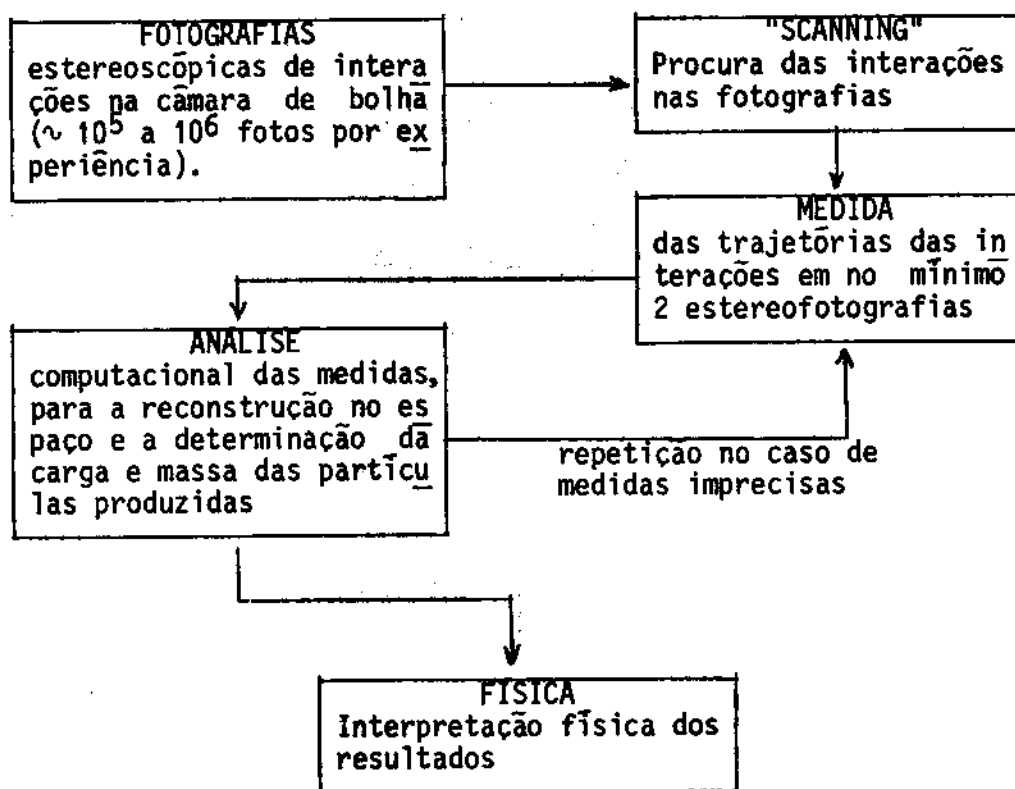 FOTOGRAFIAS
estereoscópicas de intera
ções na câmara de bolha
(~ 10⁵ a 10⁶ fotos por ex
periência).
"SCANNING"
Procura das interações
nas fotografias
MEDIDA
das trajetórias das in
terações em no mínimo
2 estereofotografias
ANÁLISE
computacional das medidas,
para a reconstrução no es
paço e a determinação da
carga e massa das partícu
las produzidas
repetição no caso de
medidas imprecisas
FÍSICA
Interpretação física dos
resultados